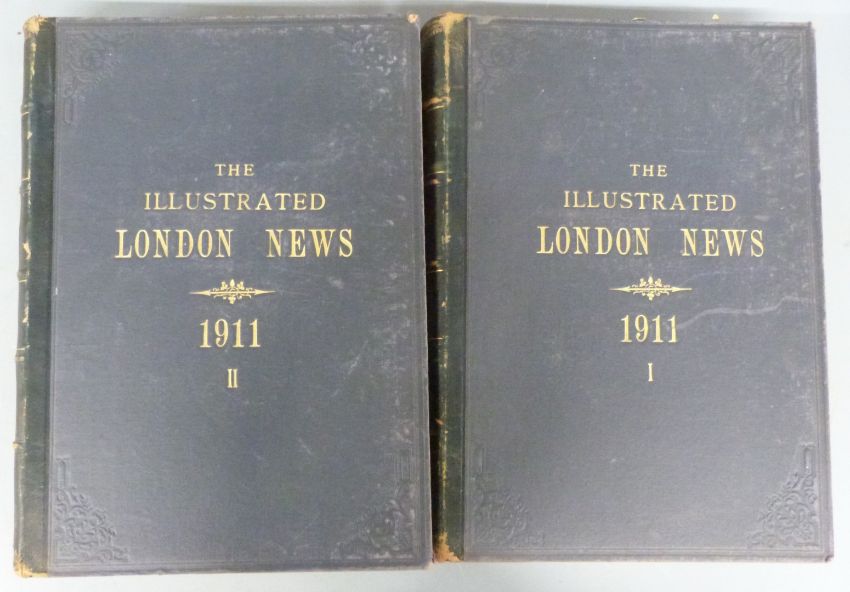 THE
ILLUSTRATED
LONDON NEWS
1911
II
THE
ILLUSTRATED
LONDON NEWS
1911
I